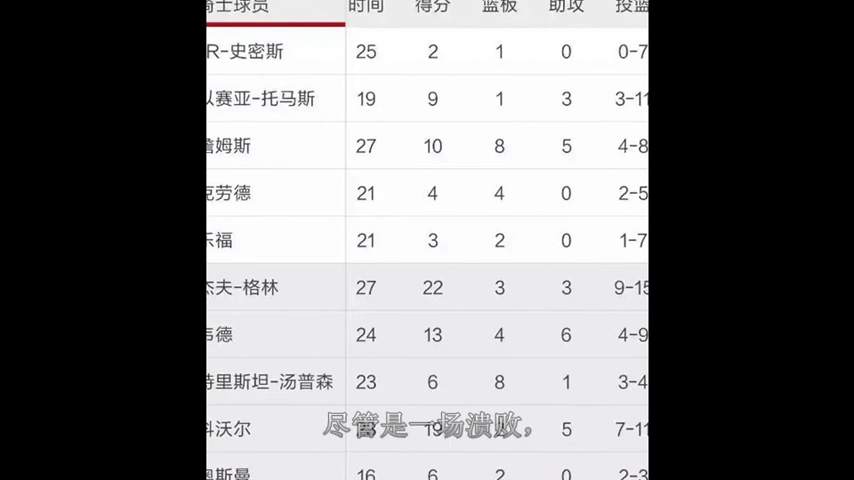 骑士球员 时间 得分 篮板 助攻 投篮
JR-史密斯 25 2 1 0 0-7
以赛亚-托马斯 19 9 1 3 3-11
詹姆斯 27 10 8 5 4-8
克劳德 21 4 4 0 2-5
乐福 21 3 2 0 1-7
杰夫-格林 27 22 3 3 9-15
韦德 24 13 4 6 4-9
特里斯坦-汤普森 23 6 8 1 3-4
科沃尔 19 5 7-11
尽管是一场溃败，
奥斯曼 16 6 2 0 2-3